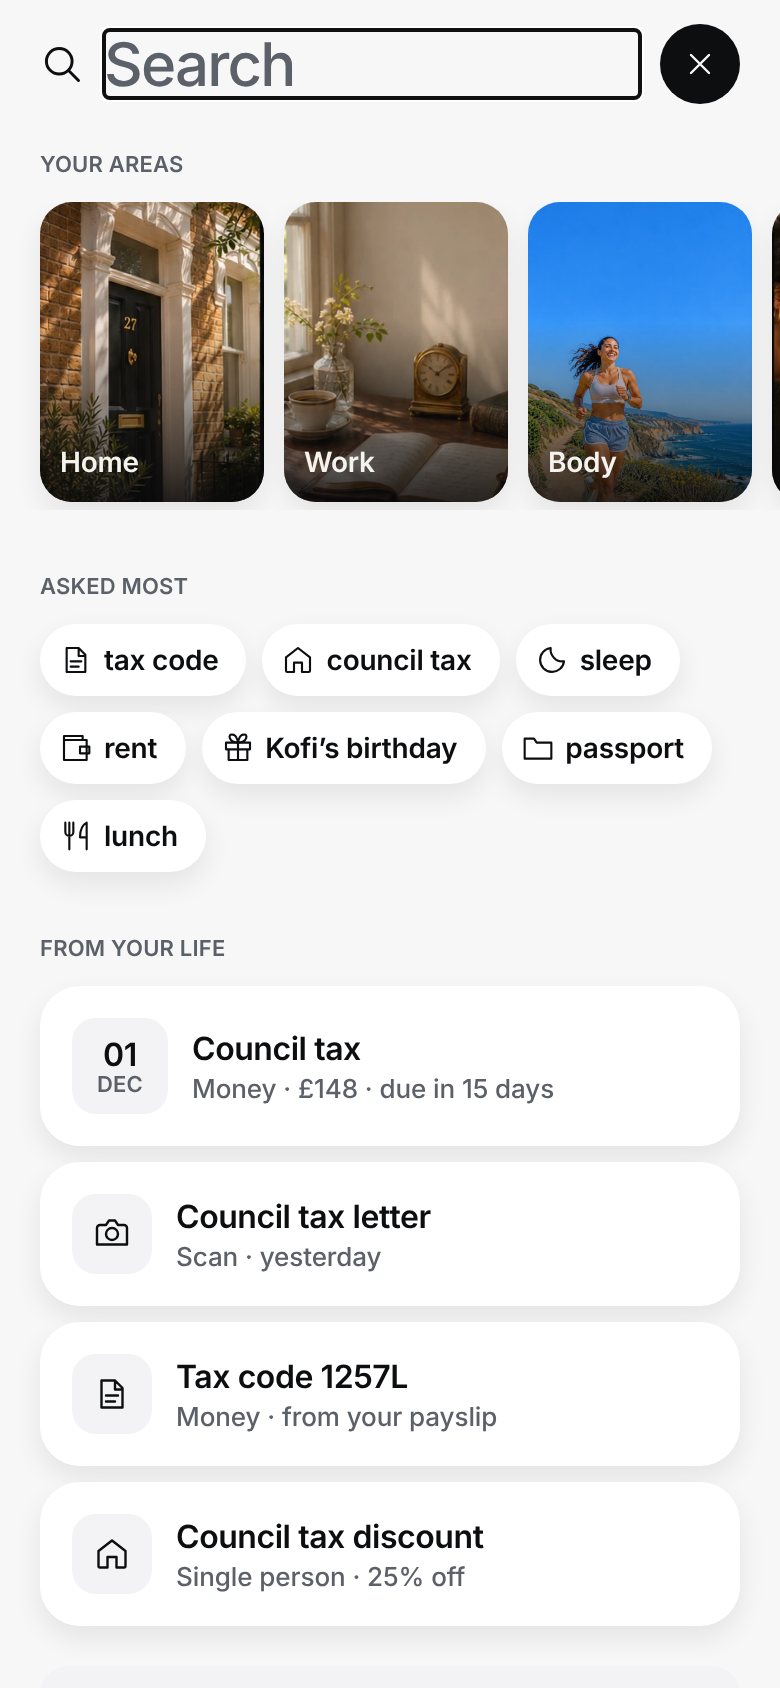 Search
YOUR AREAS
27
Home
Work
Body
ASKED MOST
tax code
council tax
sleep
rent
Kofi’s birthday
passport
lunch
FROM YOUR LIFE
01
DEC
Council tax
Money · £148 · due in 15 days
Council tax letter
Scan · yesterday
Tax code 1257L
Money · from your payslip
Council tax discount
Single person · 25% off